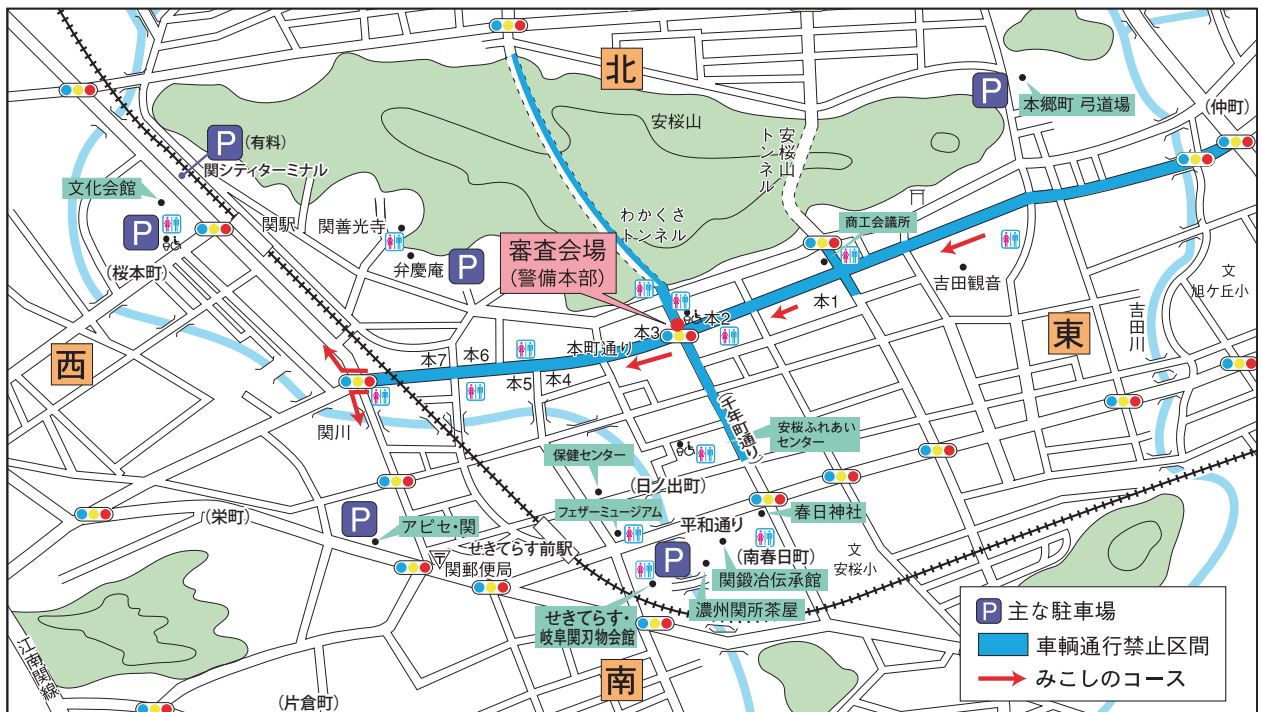 北
安桜山
P
本郷町 弓道場
(仲町)
P
(有料)
関シティターミナル
安桜山
トンネル
文化会館
P
(桜本町)
関駅
関善光寺
弁慶庵
P
わかくさ
トンネル
審査会場
(警備本部)
商工会議所
吉田観音
文
旭ケ丘小
吉田川
東
西
本1
本2
本3
本町通り
本4
本5
本6
本7
関川
千年町通り
安桜ふれあい
センター
保健センター
(日ノ出町)
フェザーミュージアム
平和通り
春日神社
(南春日町)
文
安桜小
(栄町)
P
アピセ・関
せきてらす前駅
〒
関郵便局
P
関鍛冶伝承館
濃州関所茶屋
せきてらす・
岐阜関刃物会館
南
江南関線
(片倉町)
P 主な駐車場
車輌通行禁止区間
みこしのコース